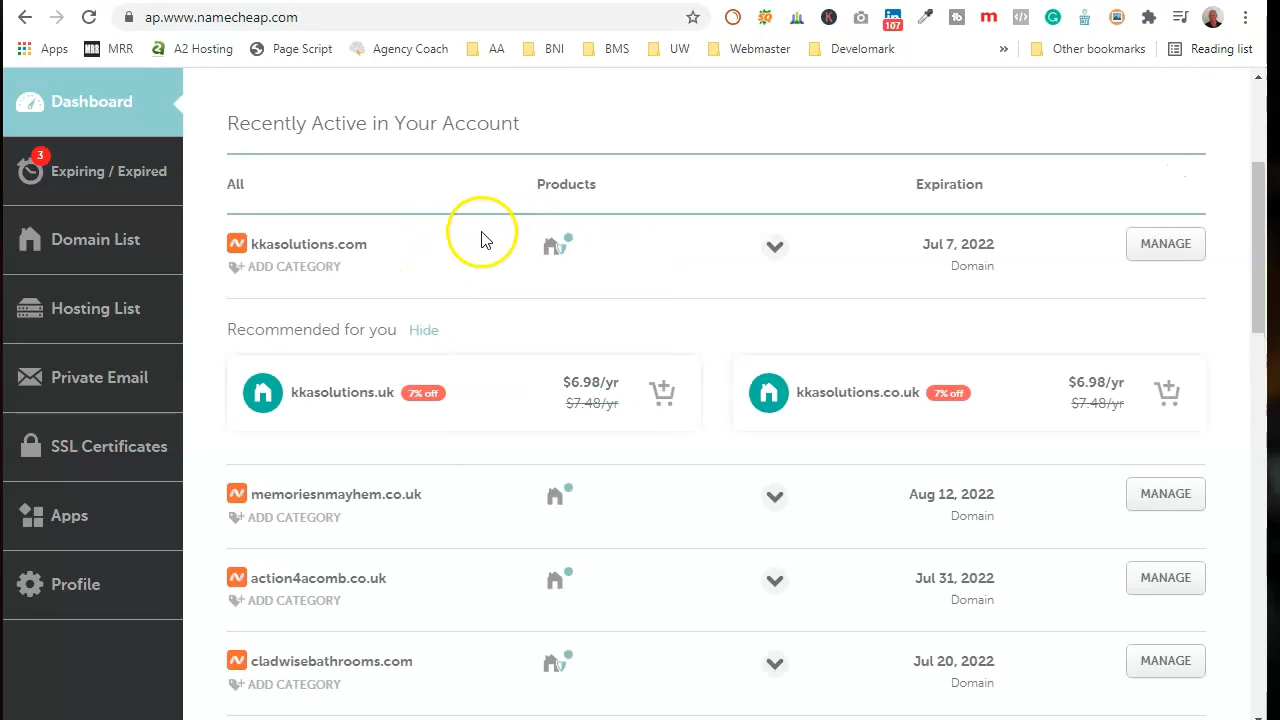 ap.www.namecheap.com
107
Apps MRR A2 Hosting Page Script Agency Coach AA BNI BMS UW Webmaster Develomark » Other bookmarks Reading list
Dashboard
3
Expiring / Expired
Domain List
Hosting List
Private Email
SSL Certificates
Apps
Profile
Recently Active in Your Account
All Products Expiration
kkasolutions.com Jul 7, 2022 MANAGE
ADD CATEGORY Domain
Recommended for you Hide
kkasolutions.uk 7% off $6.98/yr
$7.48/yr
kkasolutions.co.uk 7% off $6.98/yr
$7.48/yr
memoriesnmayhem.co.uk Aug 12, 2022 MANAGE
ADD CATEGORY Domain
action4acomb.co.uk Jul 31, 2022 MANAGE
ADD CATEGORY Domain
cladwisebathrooms.com Jul 20, 2022 MANAGE
ADD CATEGORY Domain